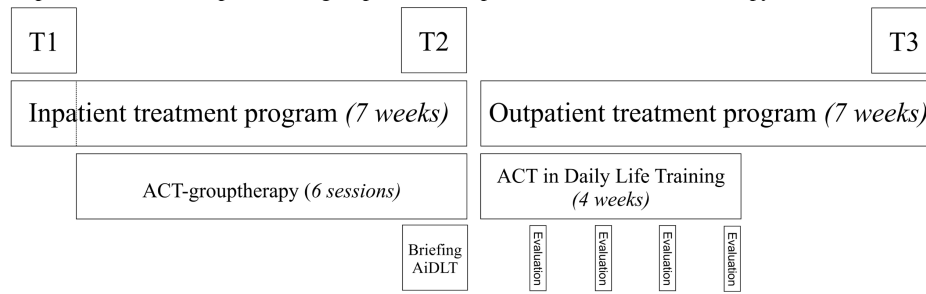 T1
T2
T3
Inpatient treatment program (7 weeks)
Outpatient treatment program (7 weeks)
ACT-grouptherapy (6 sessions)
ACT in Daily Life Training
(4 weeks)
Briefing
AiDLT
Evaluation
Evaluation
Evaluation
Evaluation